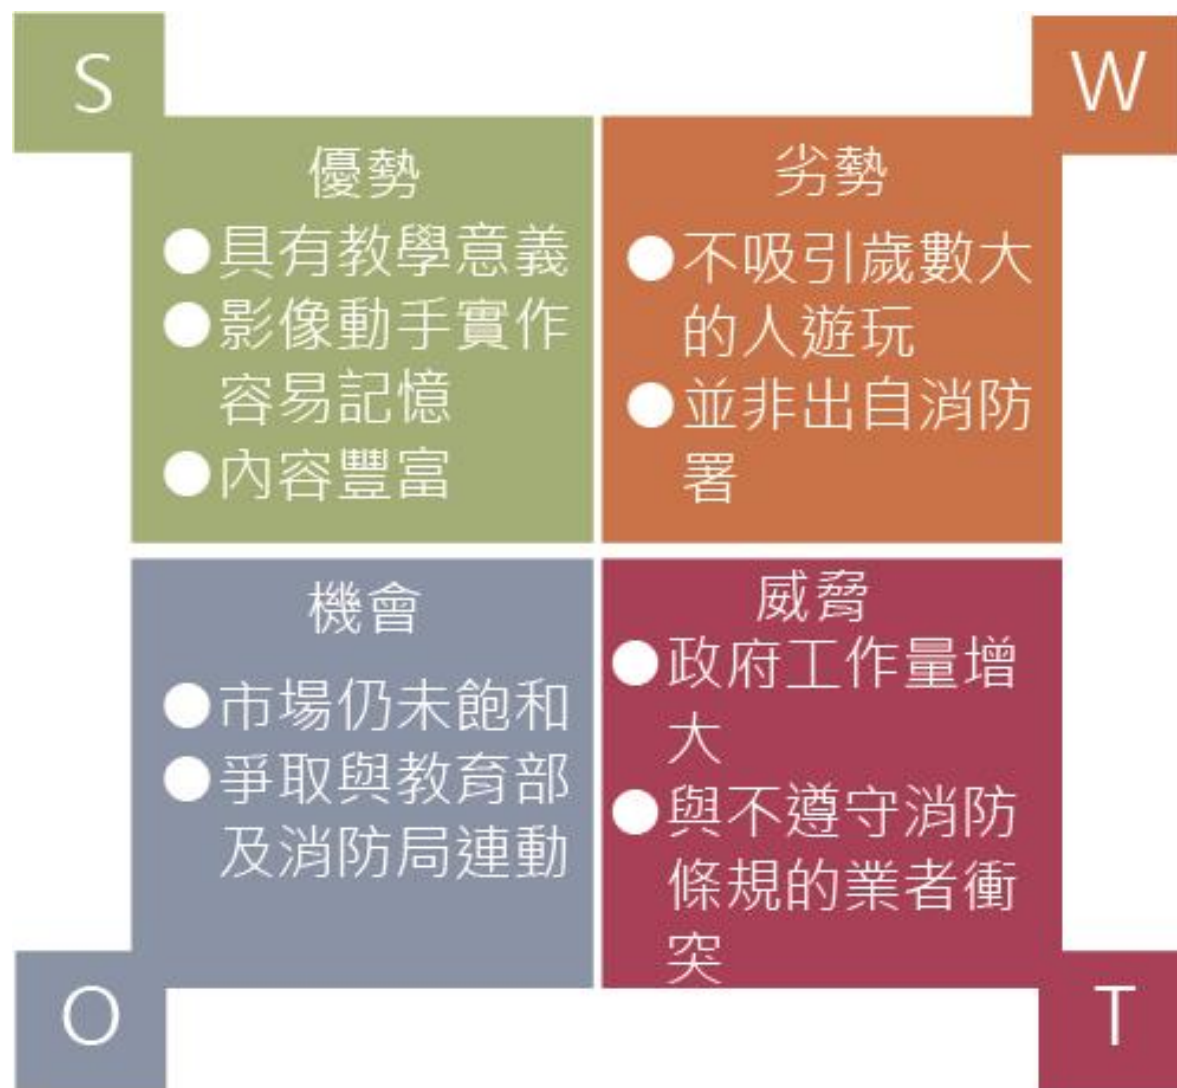 S
W
優勢
●具有教學意義
●影像動手實作
容易記憶
●內容豐富
劣勢
●不吸引歲數大
的人遊玩
●並非出自消防
署
機會
●市場仍未飽和
●爭取與教育部
及消防局連動
威脅
●政府工作量增
大
●與不遵守消防
條規的業者衝
突
O
T